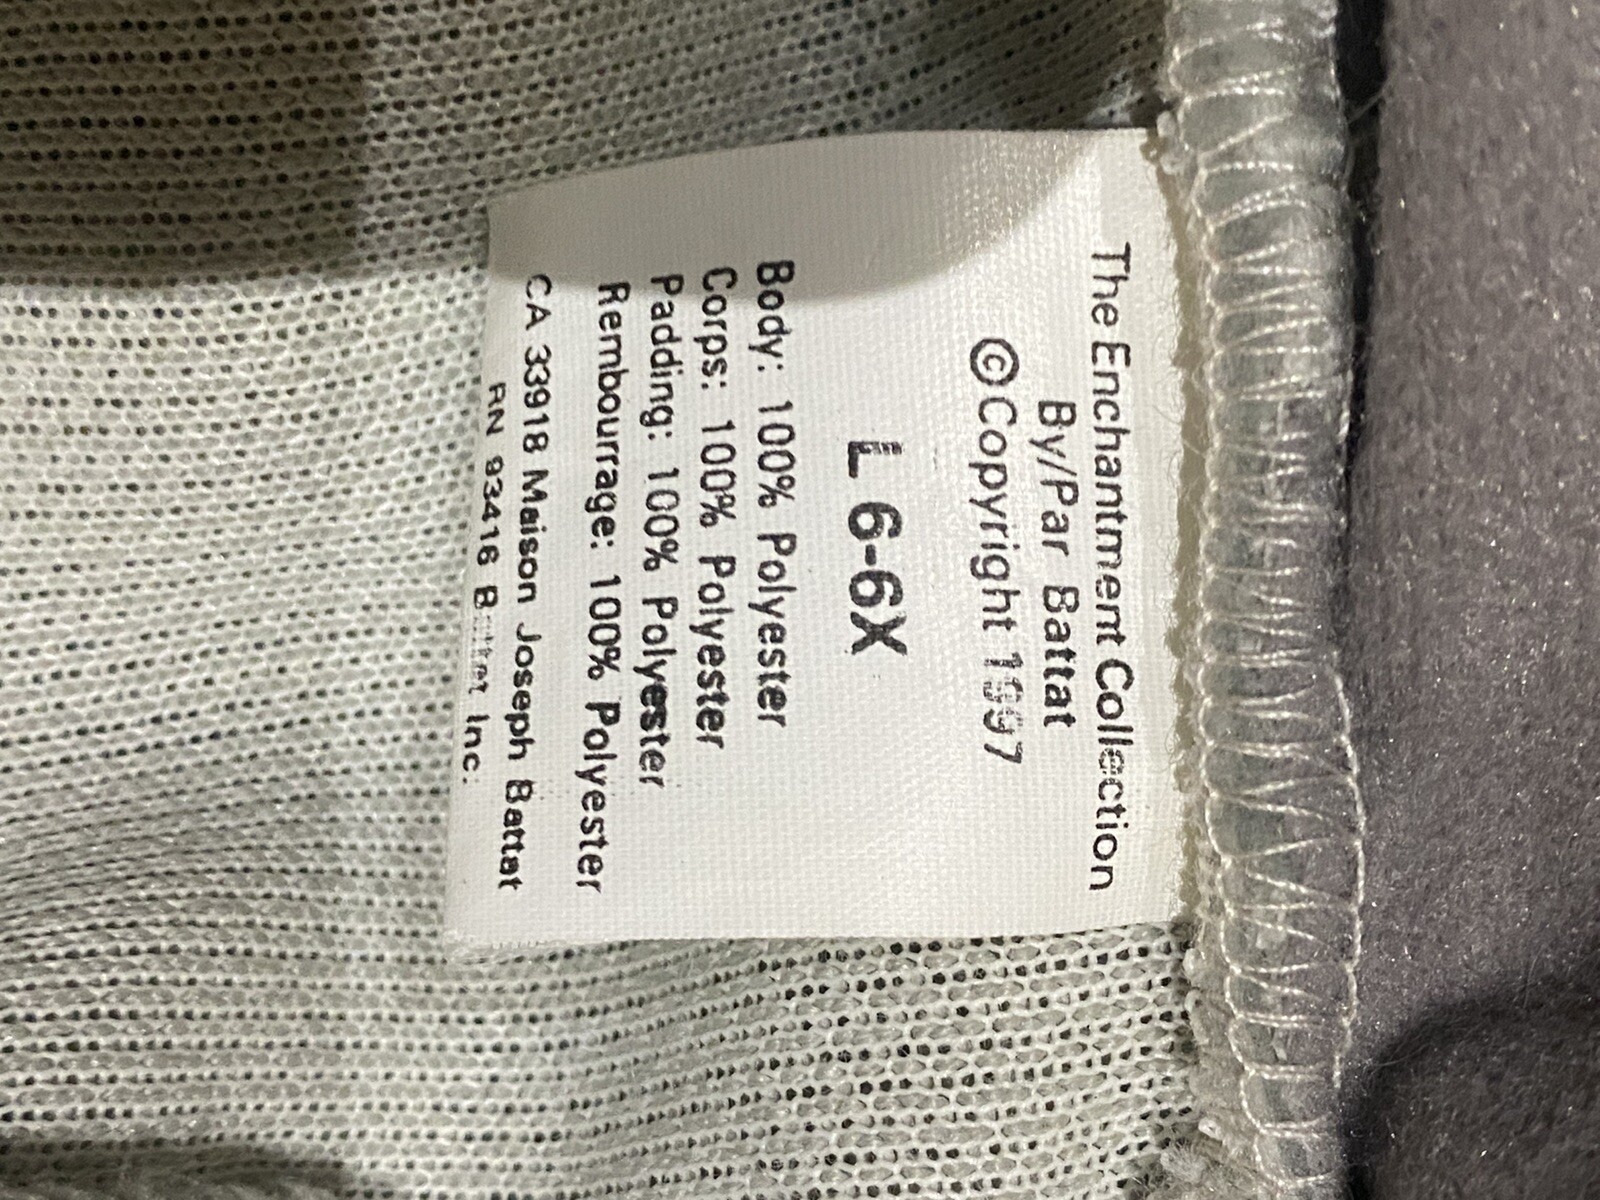 The Enchantment Collection
By/Par Battat
©Copyright 1997
L 6-6X
Body: 100% Polyester
Corps: 100% Polyester
Padding: 100% Polyester
Rembourrage: 100% Polyester
CA 33918 Maison Joseph Battat
RN 93416 Battat Inc.